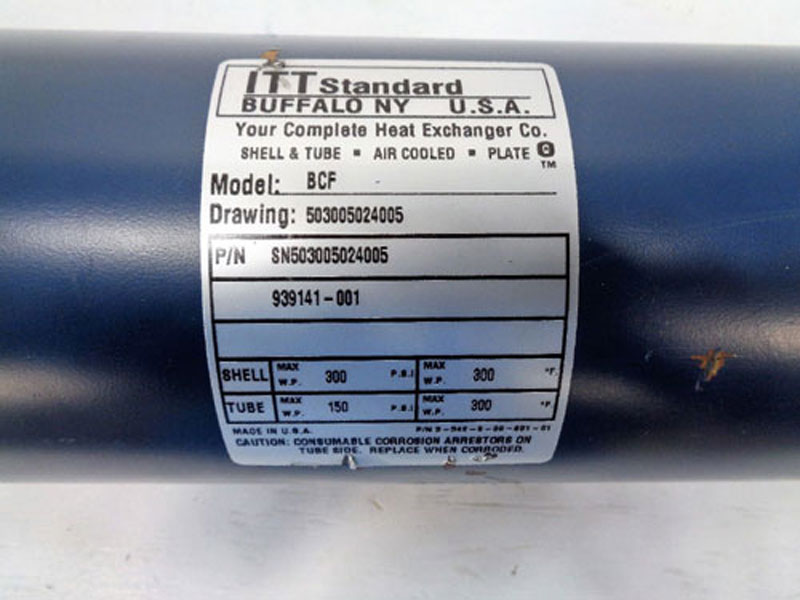 ITT Standard
BUFFALO NY U.S.A.
Your Complete Heat Exchanger Co.
SHELL & TUBE ▪ AIR COOLED ▪ PLATE
TM
Model: BCF
Drawing: 503005024005
P/N SN503005024005
939141-001
SHELL MAX W.P. 300 P.S.I MAX W.P. 300 °F.
TUBE MAX W.P. 150 P.S.I MAX W.P. 300 °F.
MADE IN U.S.A. P/N
CAUTION: CONSUMABLE CORROSION ARRESTORS ON
TUBE SIDE. REPLACE WHEN CORRODED.